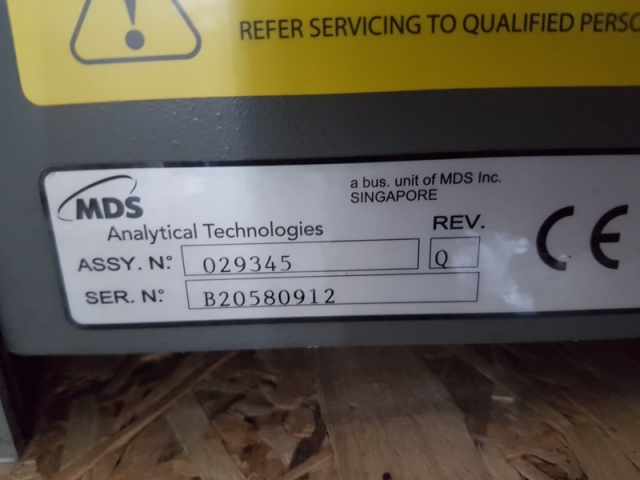 REFER SERVICING TO QUALIFIED
MDS
a bus. unit of MDS Inc.
SINGAPORE
Analytical Technologies
REV.
ASSY. N° 029345 Q
SER. N° B20580912
CE